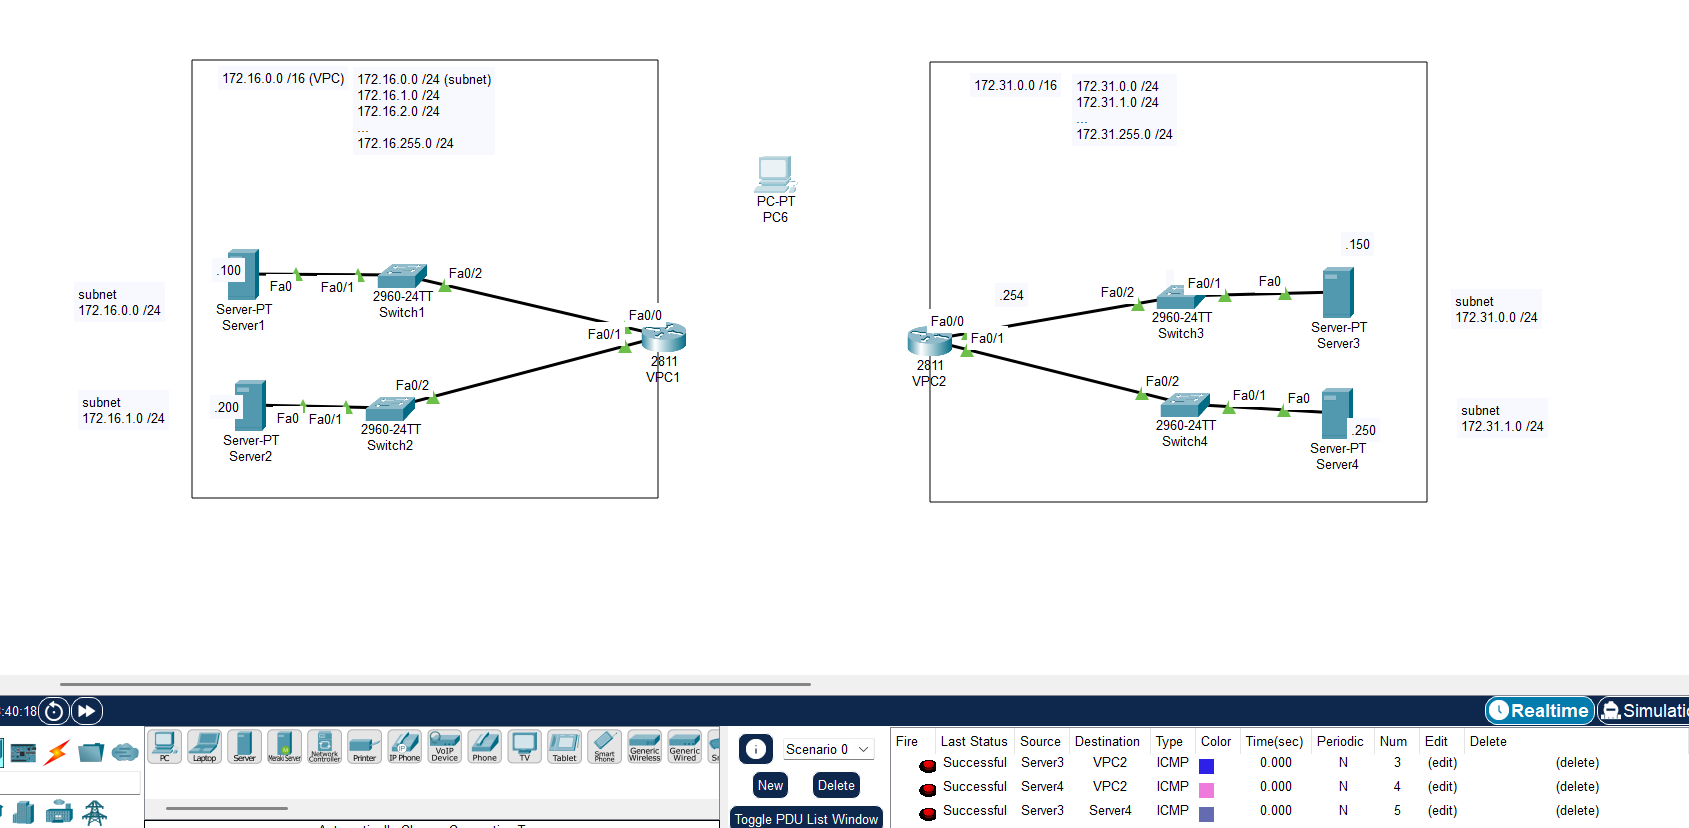 172.16.0.0 /16 (VPC)
172.16.0.0 /24 (subnet)
172.16.1.0 /24
172.16.2.0 /24
...
172.16.255.0 /24
172.31.0.0 /16
172.31.0.0 /24
172.31.1.0 /24
...
172.31.255.0 /24
PC-PT
PC6
.100
Fa0
Fa0/1
2960-24TT
Switch1
Fa0/2
Server-PT
Server1
subnet
172.16.0.0 /24
Fa0/0
Fa0/1
2811
VPC1
subnet
172.16.1.0 /24
.200
Fa0
Fa0/1
Fa0/2
2960-24TT
Switch2
Server-PT
Server2
.150
.254
Fa0/0
Fa0/1
2811
VPC2
Fa0/2
Fa0/1
Fa0
2960-24TT
Switch3
Server-PT
Server3
subnet
172.31.0.0 /24
Fa0/2
Fa0/1
Fa0
.250
2960-24TT
Switch4
Server-PT
Server4
subnet
172.31.1.0 /24
:40:18
Realtime
Simulatio
PC
Laptop
Server
Meraki Server
Network Controller
Printer
IP Phone
VoIP Device
Phone
TV
Tablet
Smart Phone
Generic Wireless
Generic Wired
Scenario 0
New
Delete
Toggle PDU List Window
Fire Last Status Source Destination Type Color Time(sec) Periodic Num Edit Delete
Successful Server3 VPC2 ICMP 0.000 N 3 (edit) (delete)
Successful Server4 VPC2 ICMP 0.000 N 4 (edit) (delete)
Successful Server3 Server4 ICMP 0.000 N 5 (edit) (delete)